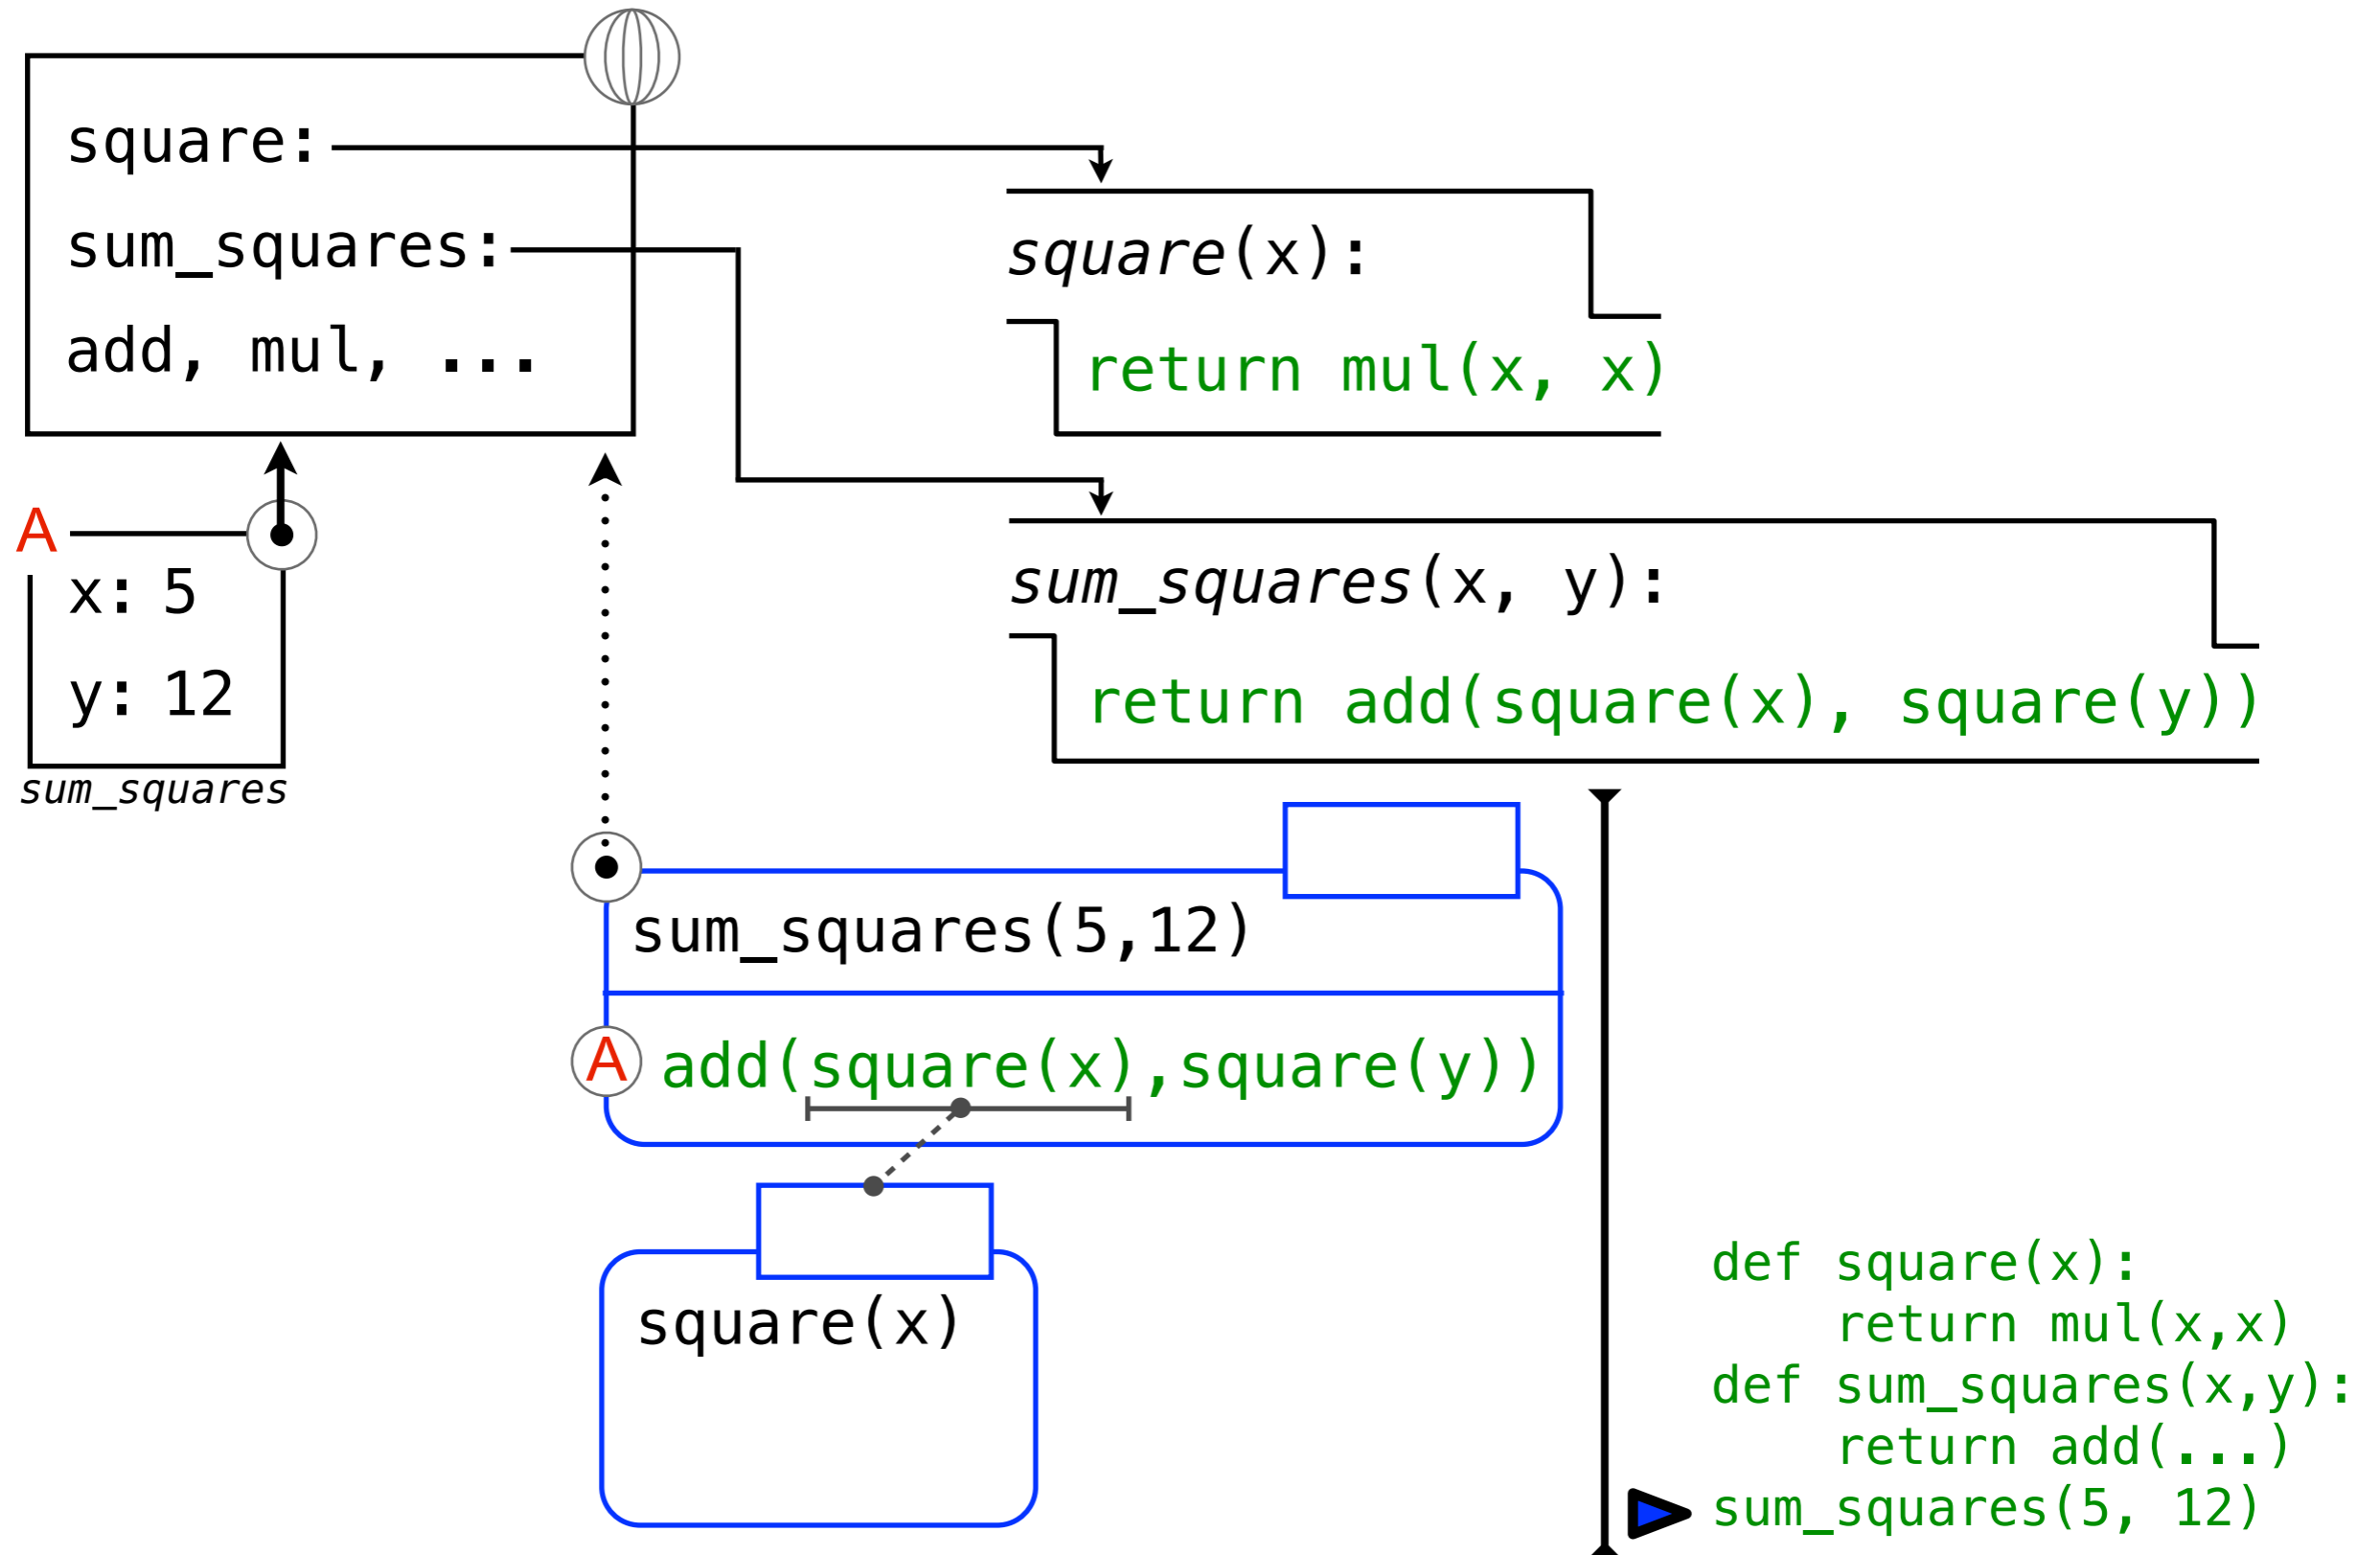 square:
sum_squares:
add, mul, ...
square(x):
return mul(x, x)
A
x: 5
y: 12
sum_squares
sum_squares(x, y):
return add(square(x), square(y))
sum_squares(5,12)
A
add(square(x),square(y))
square(x)
def square(x):
    return mul(x,x)
def sum_squares(x,y):
    return add(...)
sum_squares(5, 12)